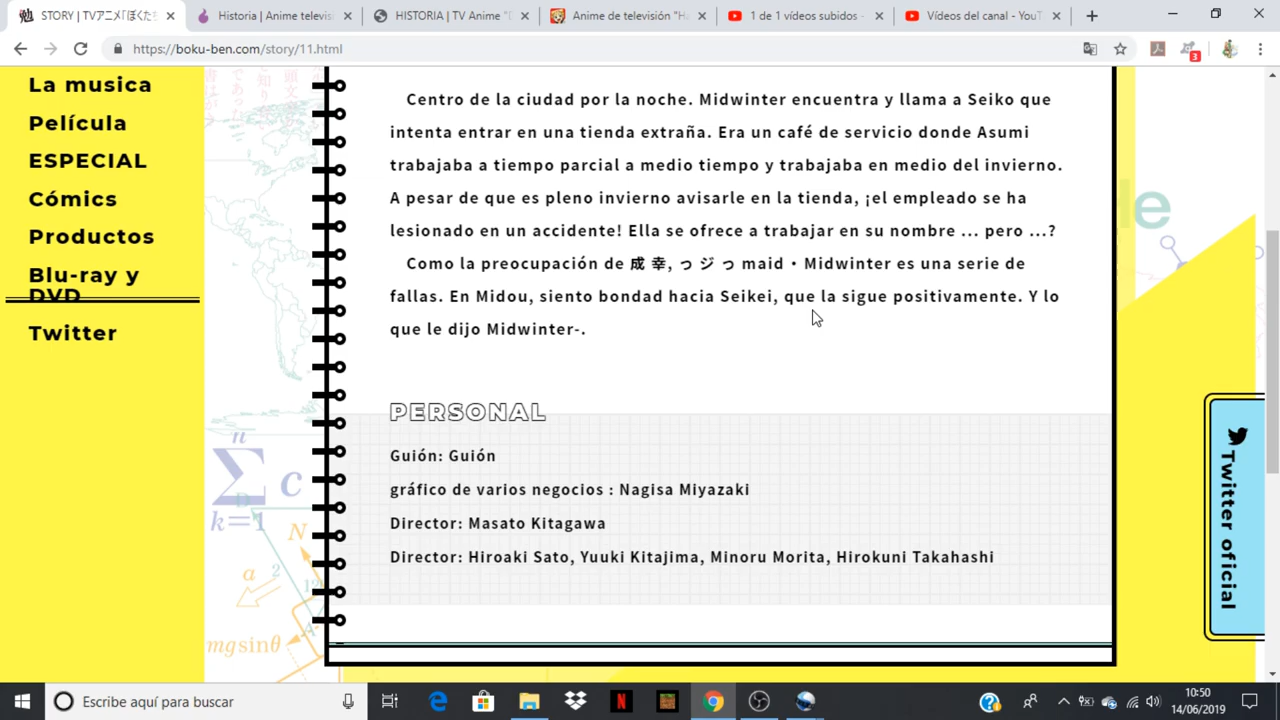 STORY | TVアニメ「ぼくたち
Historia | Anime televis
HISTORIA | TV Anime "D
Anime de televisión "Ha
1 de 1 vídeos subidos -
Vídeos del canal - YouT
https://boku-ben.com/story/11.html
3
La musica
Película
ESPECIAL
Cómics
Productos
Blu-ray y
DVD
Twitter
Centro de la ciudad por la noche. Midwinter encuentra y llama a Seiko que
intenta entrar en una tienda extraña. Era un café de servicio donde Asumi
trabajaba a tiempo parcial a medio tiempo y trabajaba en medio del invierno.
A pesar de que es pleno invierno avisarle en la tienda, ¡el empleado se ha
lesionado en un accidente! Ella se ofrece a trabajar en su nombre ... pero ...?
Como la preocupación de 成幸, っジっ maid・Midwinter es una serie de
fallas. En Midou, siento bondad hacia Seikei, que la sigue positivamente. Y lo
que le dijo Midwinter-.
PERSONAL
Guión: Guión
gráfico de varios negocios : Nagisa Miyazaki
Director: Masato Kitagawa
Director: Hiroaki Sato, Yuuki Kitajima, Minoru Morita, Hirokuni Takahashi
Twitter oficial
n
Σ c
k=1
D
N
a
2
mg sinθ
Escribe aquí para buscar
10:50
14/06/2019